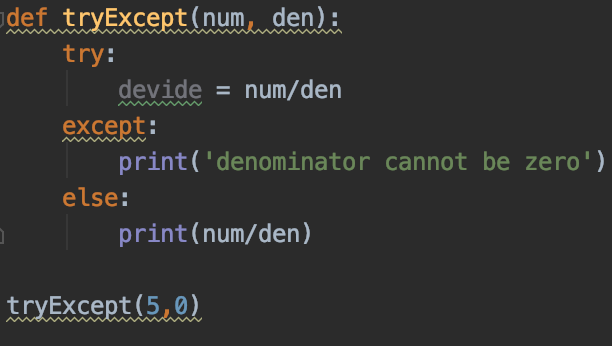 def tryExcept(num, den):
    try:
        devide = num/den
    except:
        print('denominator cannot be zero')
    else:
        print(num/den)
tryExcept(5,0)